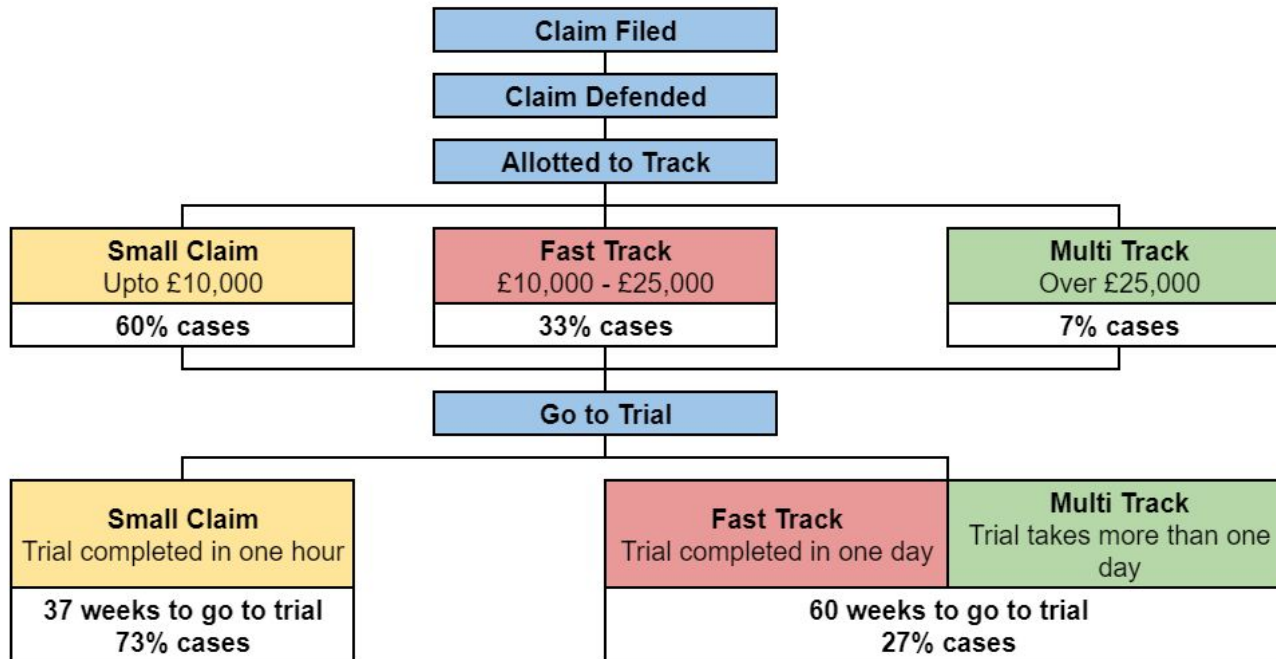 Claim Filed
Claim Defended
Allotted to Track
Small Claim
Upto £10,000
60% cases
Fast Track
£10,000 - £25,000
33% cases
Multi Track
Over £25,000
7% cases
Go to Trial
Small Claim
Trial completed in one hour
37 weeks to go to trial
73% cases
Fast Track
Trial completed in one day
Multi Track
Trial takes more than one
day
60 weeks to go to trial
27% cases